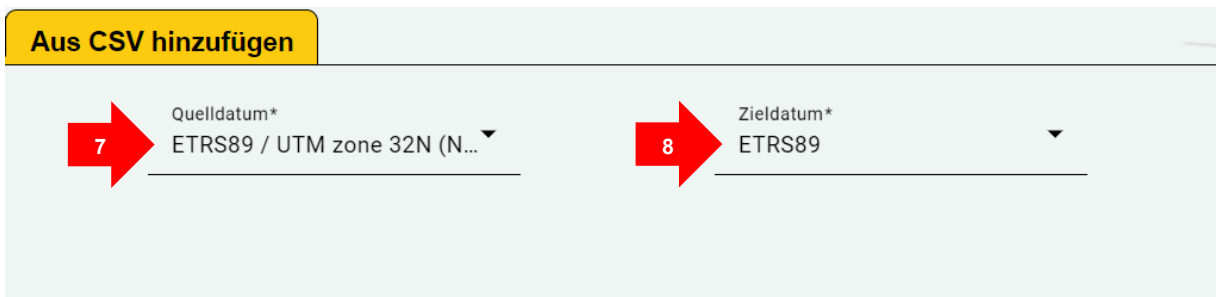 Aus CSV hinzufügen
Quelldatum*
Zieldatum*
7
ETRS89 / UTM zone 32N (N...
8
ETRS89